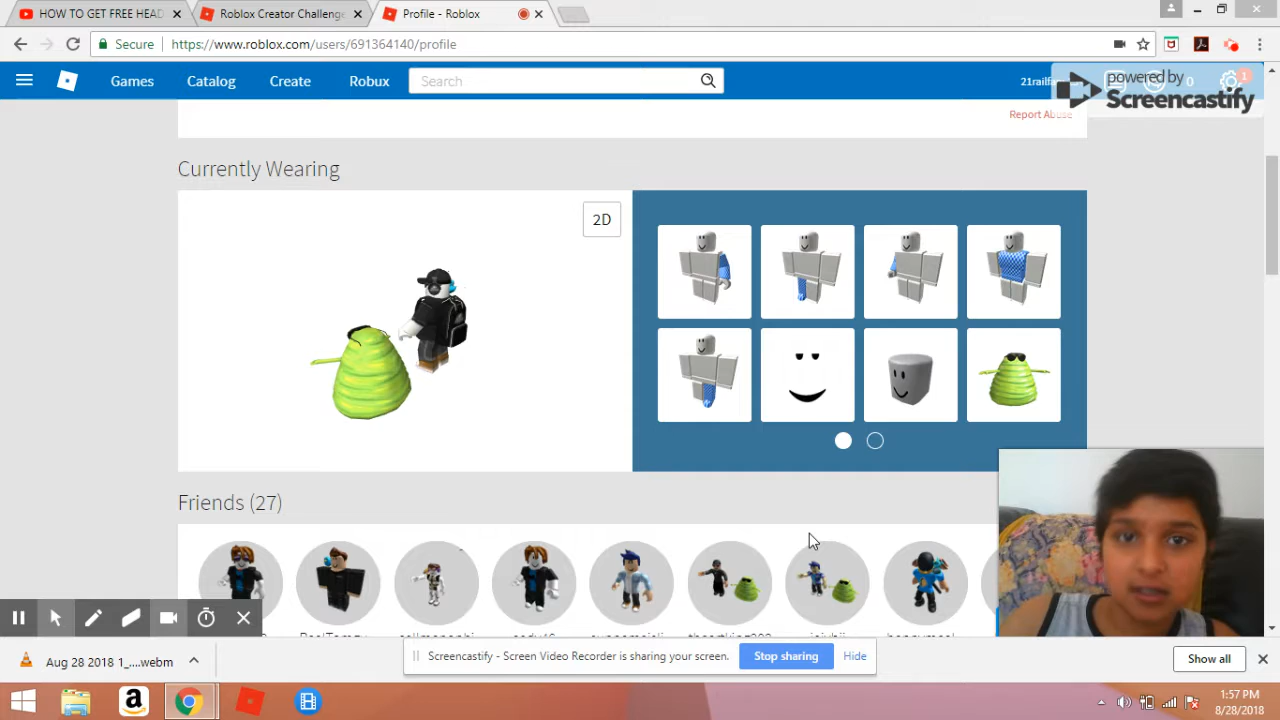 HOW TO GET FREE HEAD
Roblox Creator Challenge
Profile - Roblox
Secure
https://www.roblox.com/users/691364140/profile
Games
Catalog
Create
Robux
Search
0
1
powered by
Screencastify
Report Abuse
Currently Wearing
2D
Friends (27)
Screencastify - Screen Video Recorder is sharing your screen.
Stop sharing
Hide
Aug 28 2018 1_....webm
Show all
1:57 PM
8/28/2018